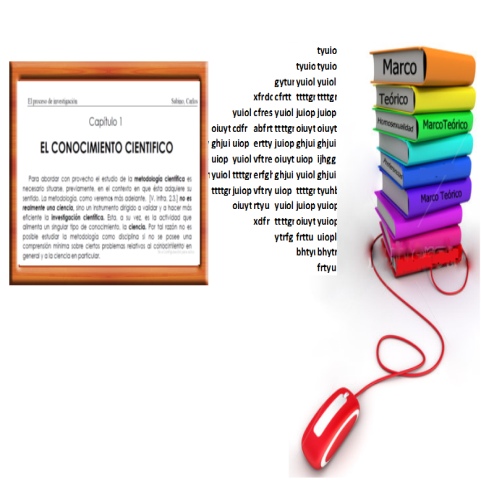 El proceso de investigación Sabino, Carlos
Capítulo 1
EL CONOCIMIENTO CIENTIFICO
Para abordar con provecho el estudio de la metodología científica es
necesario situarse, previamente, en el contexto en que ésta adquiere su
sentido. La metodología, como veremos más adelante, [V. infra, 2.3.] no es
realmente una ciencia, sino un instrumento dirigido a validar y a hacer más
eficiente la investigación científica. Esta, a su vez, es la actividad que
alimenta un singular tipo de conocimiento, la ciencia. Por tal razón no es
posible estudiar la metodología como disciplina si no se posee una
comprensión mínima sobre ciertos problemas relativos al conocimiento en
general y a la ciencia en particular.
tyuio
tyuio tyuio
gytur yuiol yuiol
xfrdc cfrtt ttttgr ttttgr
yuiol cfres yuiol juiop juiop
oiuyt cdfr abfrt ttttgr oiuyt oiuyt
ghjui uiop ertty juiop ghjui ghjui
uiop yuiol vftre oiuyt uiop ijhgg
yuiol ttttgr erfgh ghjui yuiol ghjui
ttttgr juiop vftry uiop ttttgr tyuhl
oiuyt rtyu yuiol juiop yuiog
xdfr ttttgr oiuyt yuiog
ytrfg frttu uiopl
bhtyu bhytr
frtyu
Marco
Teórico
Homosexualidad
MarcoTeórico
Marco Teórico